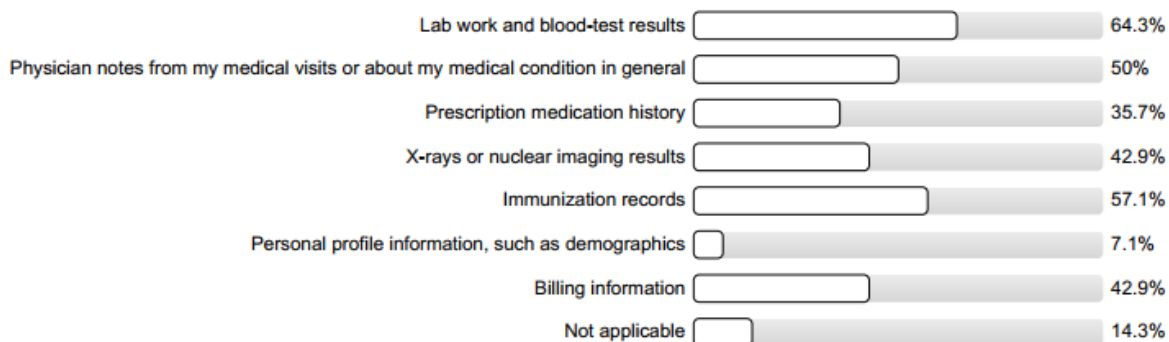 Lab work and blood-test results 64.3%
Physician notes from my medical visits or about my medical condition in general 50%
Prescription medication history 35.7%
X-rays or nuclear imaging results 42.9%
Immunization records 57.1%
Personal profile information, such as demographics 7.1%
Billing information 42.9%
Not applicable 14.3%